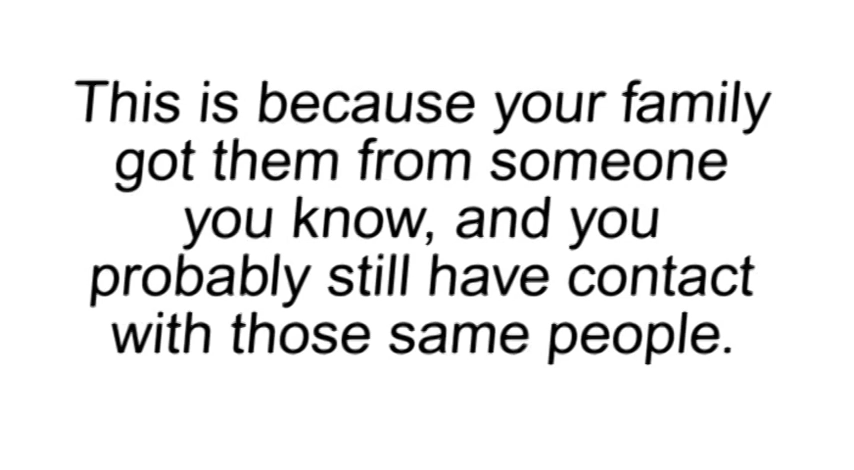 This is because your family
got them from someone
you know, and you
probably still have contact
with those same people.